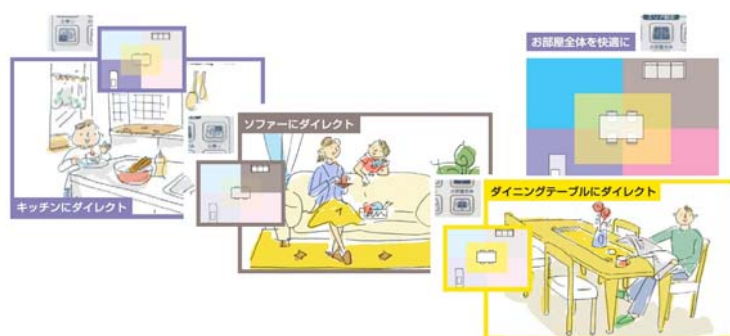 お部屋全体を快適に
ソファーにダイレクト
キッチンにダイレクト
ダイニングテーブルにダイレクト